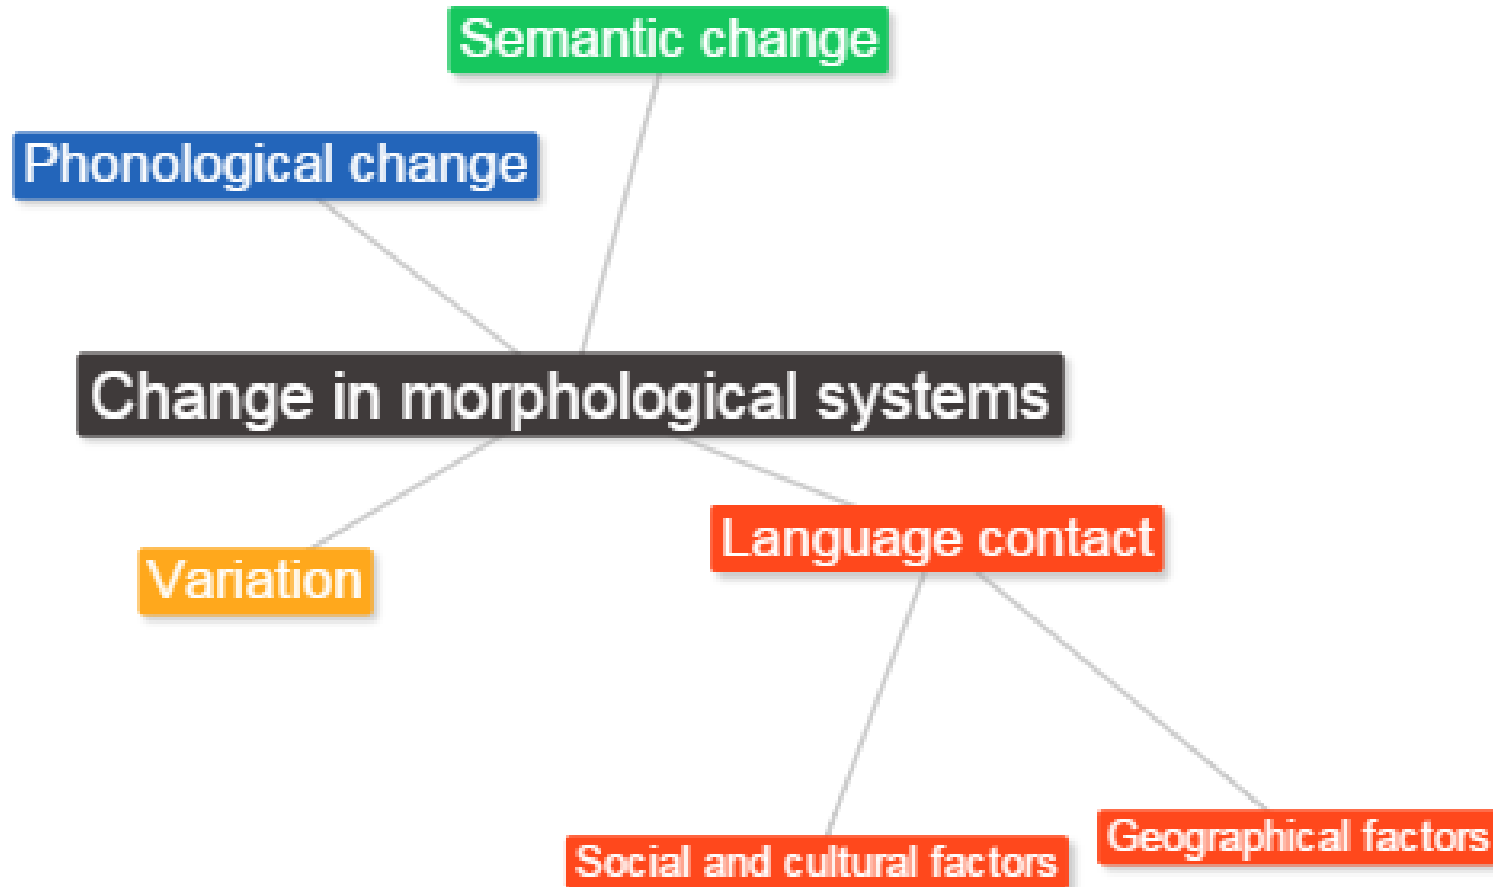 Semantic change
Phonological change
Change in morphological systems
Language contact
Variation
Geographical factors
Social and cultural factors